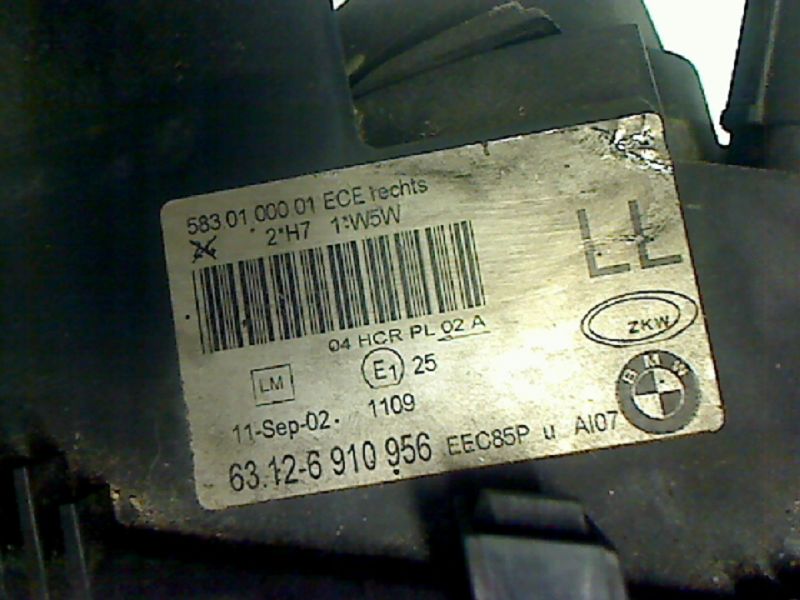 583.01 000 01 ECE rechts
2*H7 1*W5W
LL
04 HCR PL 02 A
ZKW
LM
E1 25
BMW
11-Sep-02. 1109
63.12-6 910 956 EEC85P u AI07